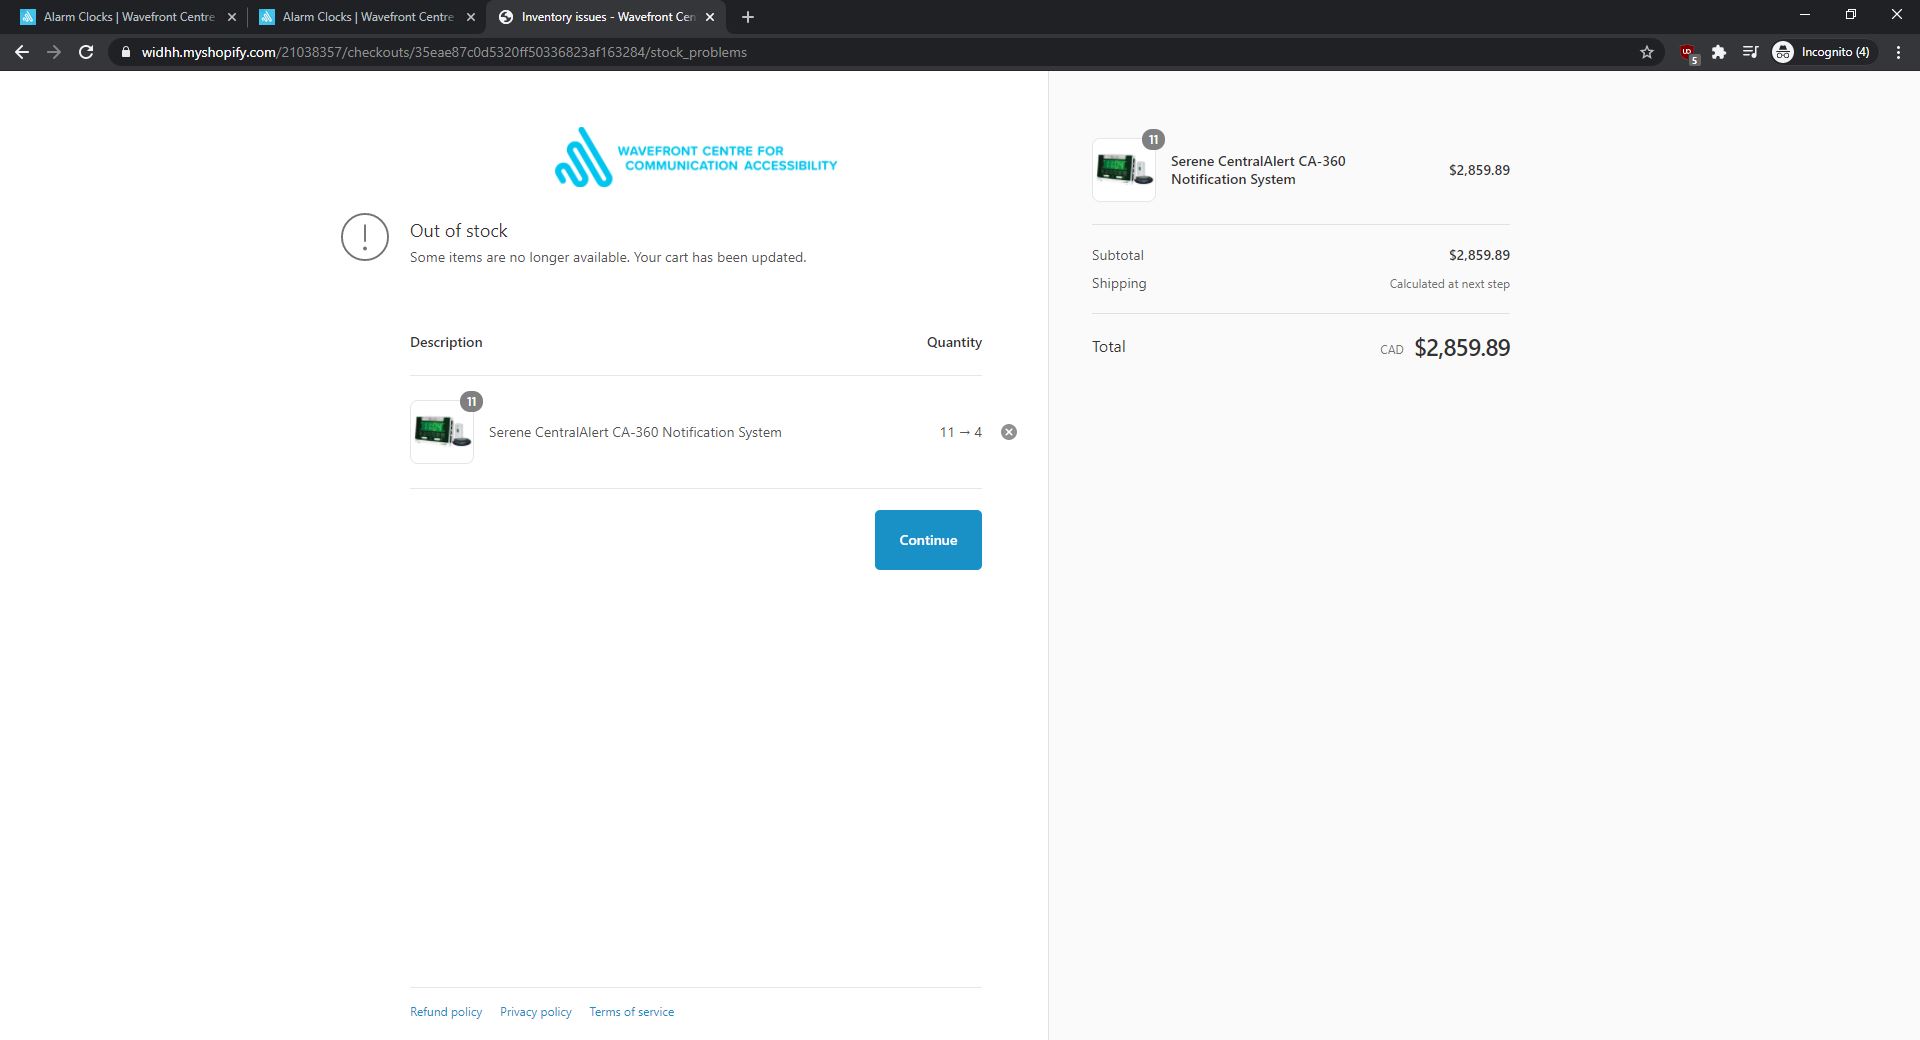 Alarm Clocks | Wavefront Centre
Alarm Clocks | Wavefront Centre
Inventory issues - Wavefront Cen
widhh.myshopify.com/21038357/checkouts/35eae87c0d5320ff50336823af163284/stock_problems
5
Incognito (4)
WAVEFRONT CENTRE FOR
COMMUNICATION ACCESSIBILITY
Out of stock
Some items are no longer available. Your cart has been updated.
Description Quantity
11
Serene CentralAlert CA-360 Notification System 11 → 4
Continue
Refund policy Privacy policy Terms of service
11
Serene CentralAlert CA-360
Notification System
$2,859.89
Subtotal $2,859.89
Shipping Calculated at next step
Total CAD $2,859.89